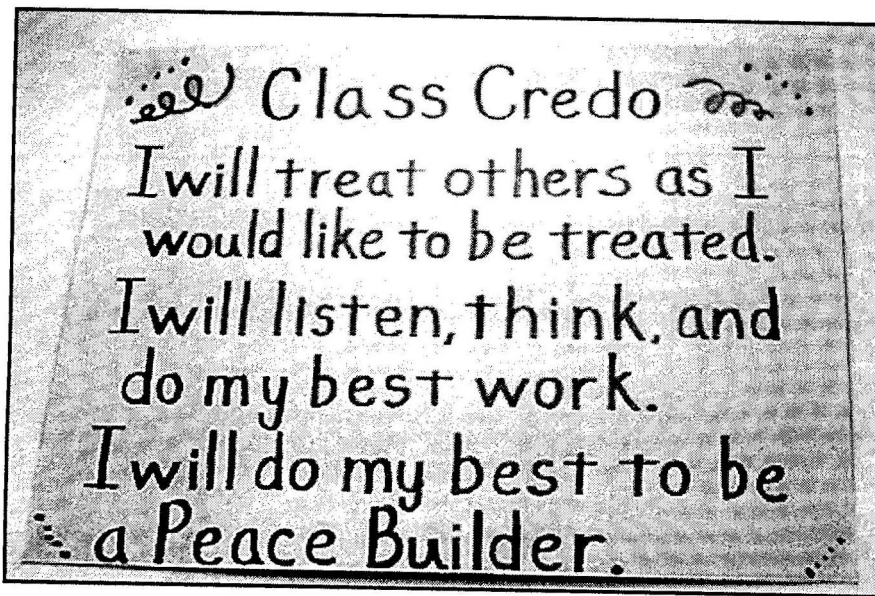 Class Credo
I will treat others as I
would like to be treated.
I will listen, think, and
do my best work.
I will do my best to be
a Peace Builder.